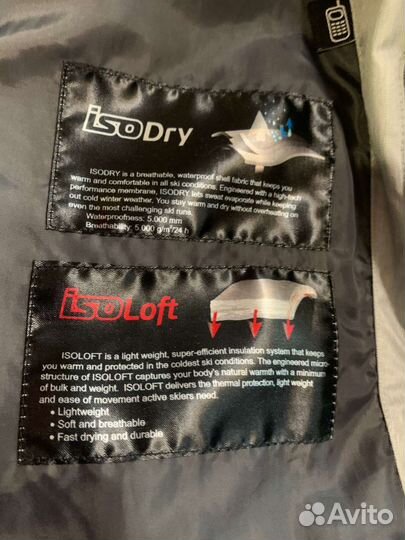 isoDry
ISODRY is a breathable, waterproof shell fabric that keeps you
warm and comfortable in all ski conditions. Engineered with a high-tech
performance membrane, ISODRY lets sweat evaporate while keeping
out cold winter weather. You stay warm and dry without overheating on
even the most challenging ski runs.
Waterproofness: 5.000 mm
Breathability: 5 000 g/m²/24 h
isoLoft
ISOLOFT is a light weight, super-efficient insulation system that keeps
you warm and protected in the coldest ski conditions. The engineered micro-
structure of ISOLOFT captures your body's natural warmth with a minimum
of bulk and weight. ISOLOFT delivers the thermal protection, light weight
and ease of movement active skiers need.
• Lightweight
• Soft and breathable
• Fast drying and durable
Avito